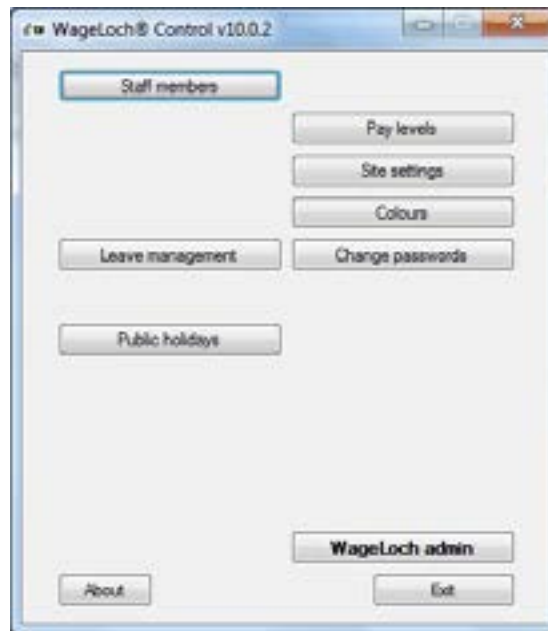 WageLoch® Control v10.0.2
Staff members
Pay levels
Site settings
Colours
Leave management Change passwords
Public holidays
WageLoch admin
About Exit